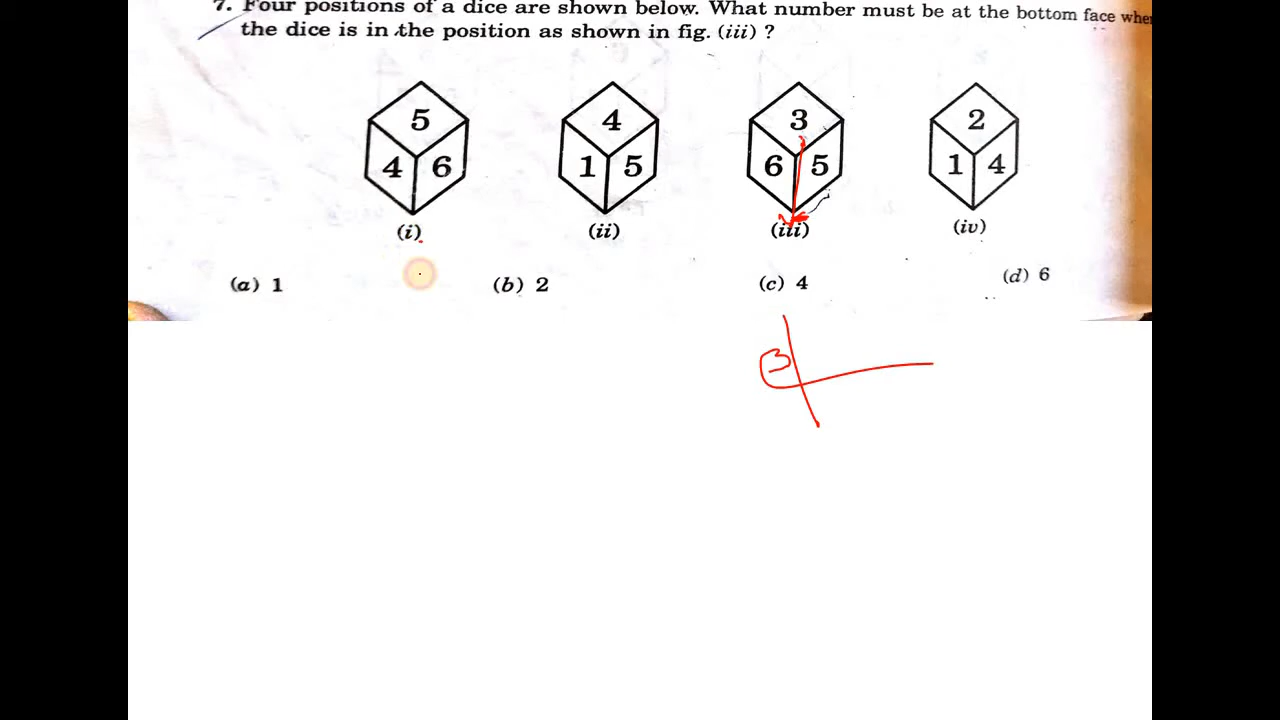 7. Four positions of a dice are shown below. What number must be at the bottom face when
the dice is in the position as shown in fig. (iii) ?
5
4 6
(i)
4
1 5
(ii)
3
6 5
(iii)
2
1 4
(iv)
(a) 1
(b) 2
(c) 4
(d) 6
3